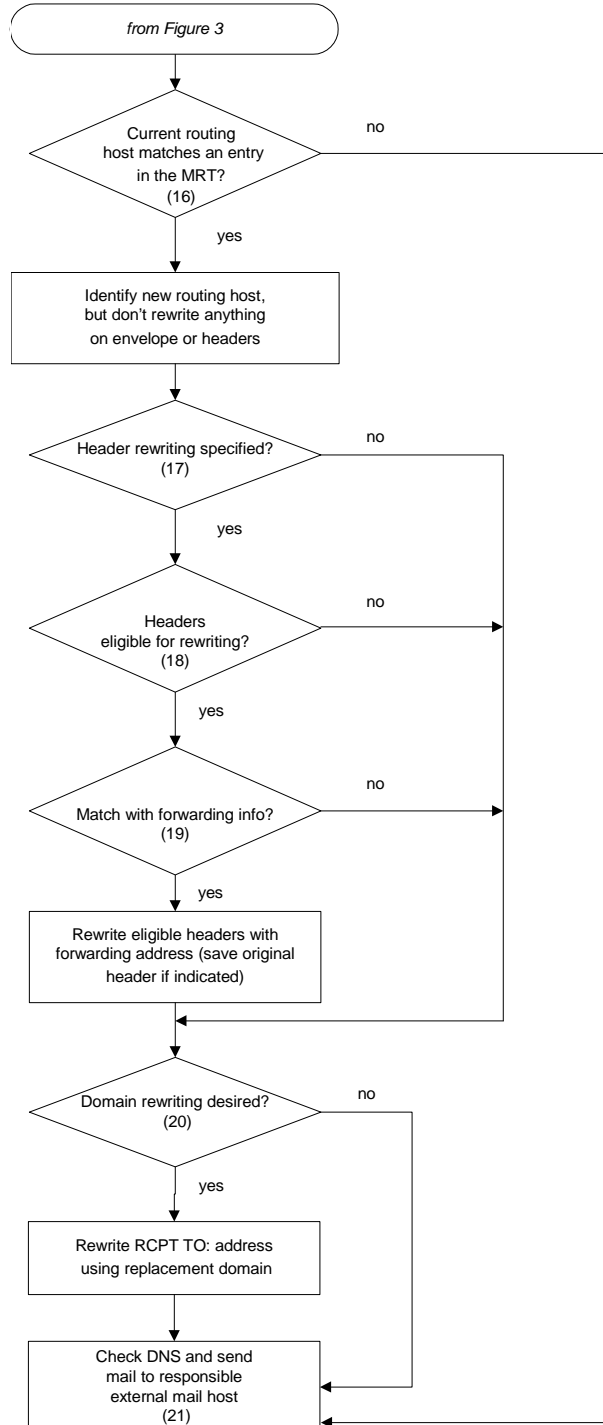 from Figure 3
Current routing
host matches an entry
in the MRT?
(16)
no
yes
Identify new routing host,
but don't rewrite anything
on envelope or headers
Header rewriting specified?
(17)
no
yes
Headers
eligible for rewriting?
(18)
no
yes
Match with forwarding info?
(19)
no
yes
Rewrite eligible headers with
forwarding address (save original
header if indicated)
Domain rewriting desired?
(20)
no
yes
Rewrite RCPT TO: address
using replacement domain
Check DNS and send
mail to responsible
external mail host
(21)